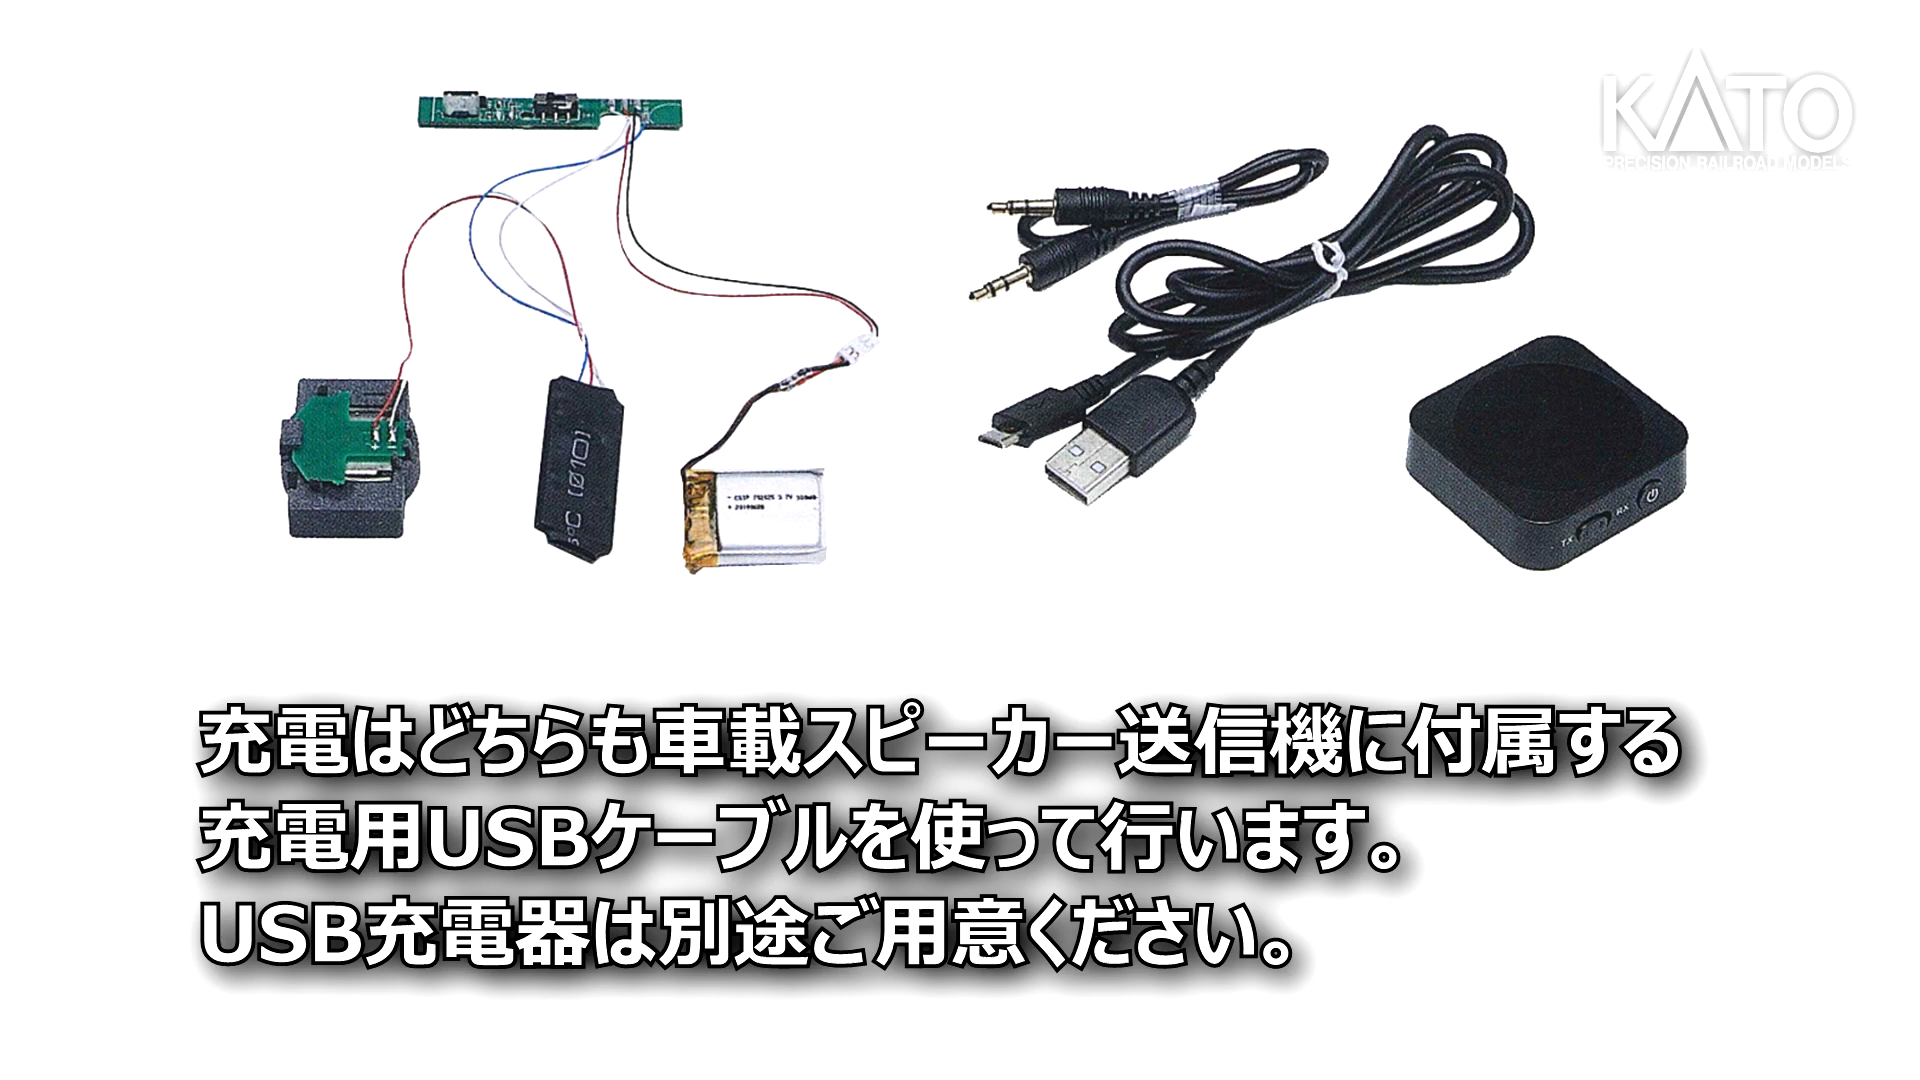 KATO
PRECISION RAILROAD MODELS
TX
RX
充電はどちらも車載スピーカー送信機に付属する
充電用USBケーブルを使って行います。
USB充電器は別途ご用意ください。